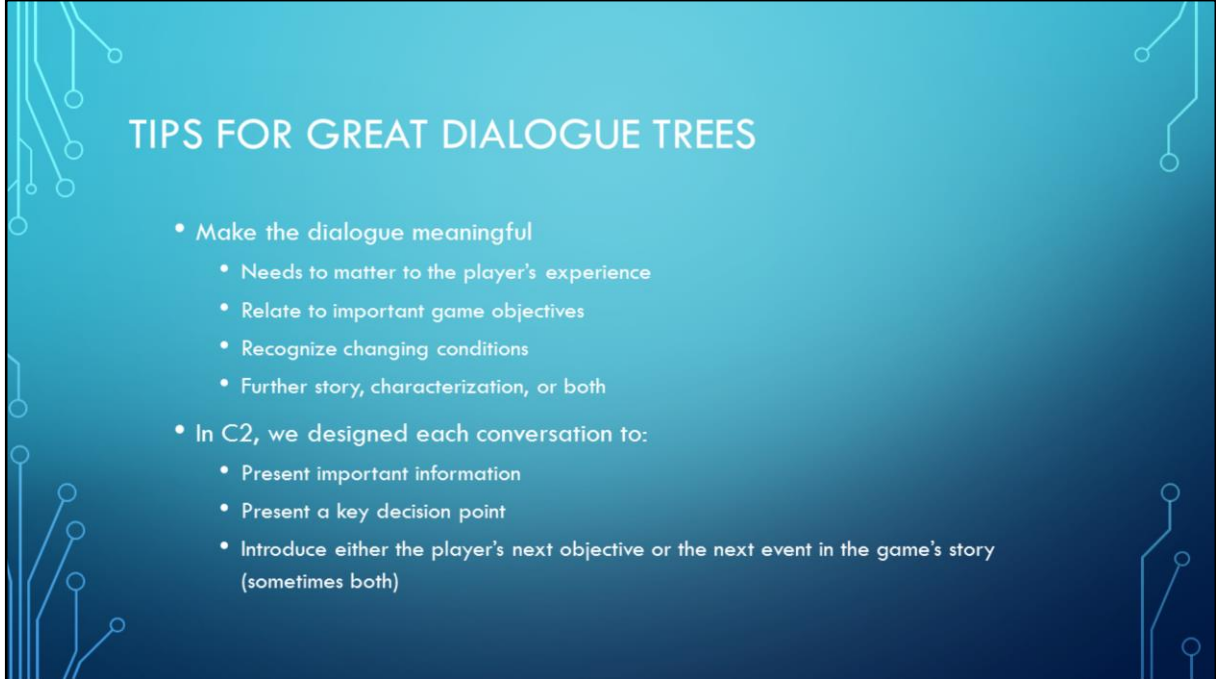 TIPS FOR GREAT DIALOGUE TREES
• Make the dialogue meaningful
• Needs to matter to the player’s experience
• Relate to important game objectives
• Recognize changing conditions
• Further story, characterization, or both
• In C2, we designed each conversation to:
• Present important information
• Present a key decision point
• Introduce either the player’s next objective or the next event in the game’s story
(sometimes both)